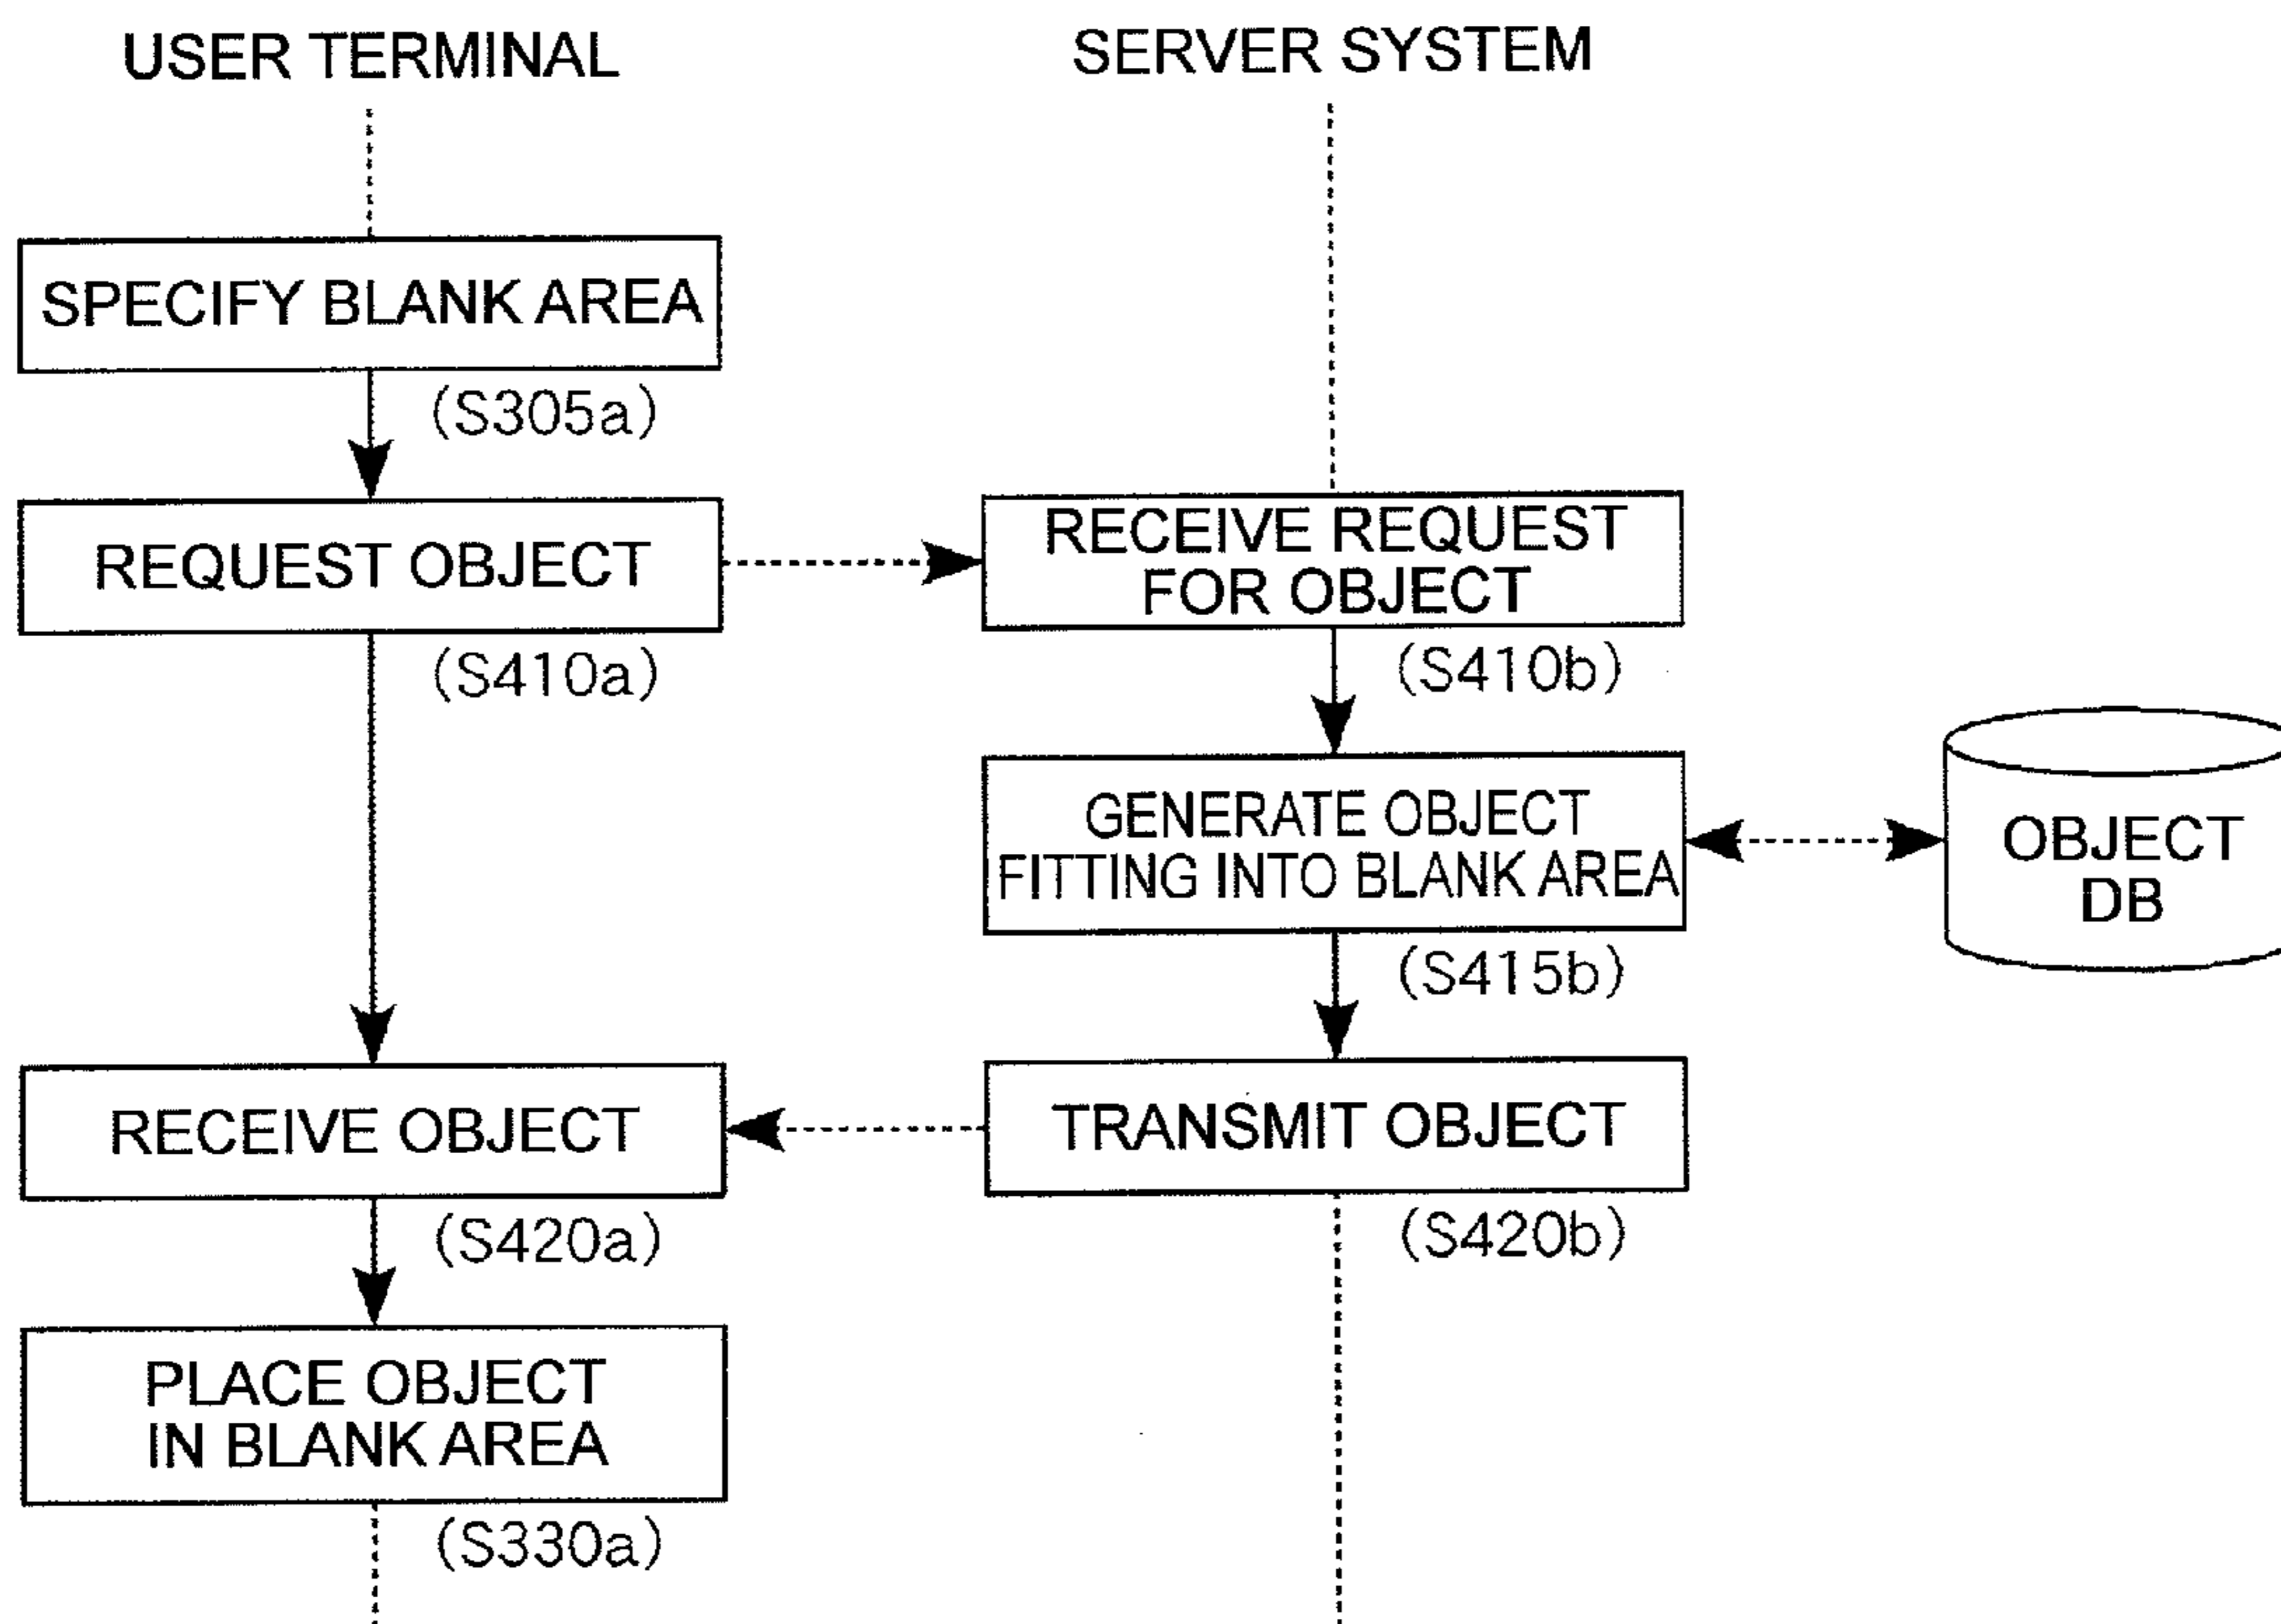 USER TERMINAL
SERVER SYSTEM
SPECIFY BLANK AREA
(S305a)
REQUEST OBJECT
(S410a)
RECEIVE REQUEST
FOR OBJECT
(S410b)
GENERATE OBJECT
FITTING INTO BLANK AREA
(S415b)
OBJECT
DB
RECEIVE OBJECT
(S420a)
TRANSMIT OBJECT
(S420b)
PLACE OBJECT
IN BLANK AREA
(S330a)